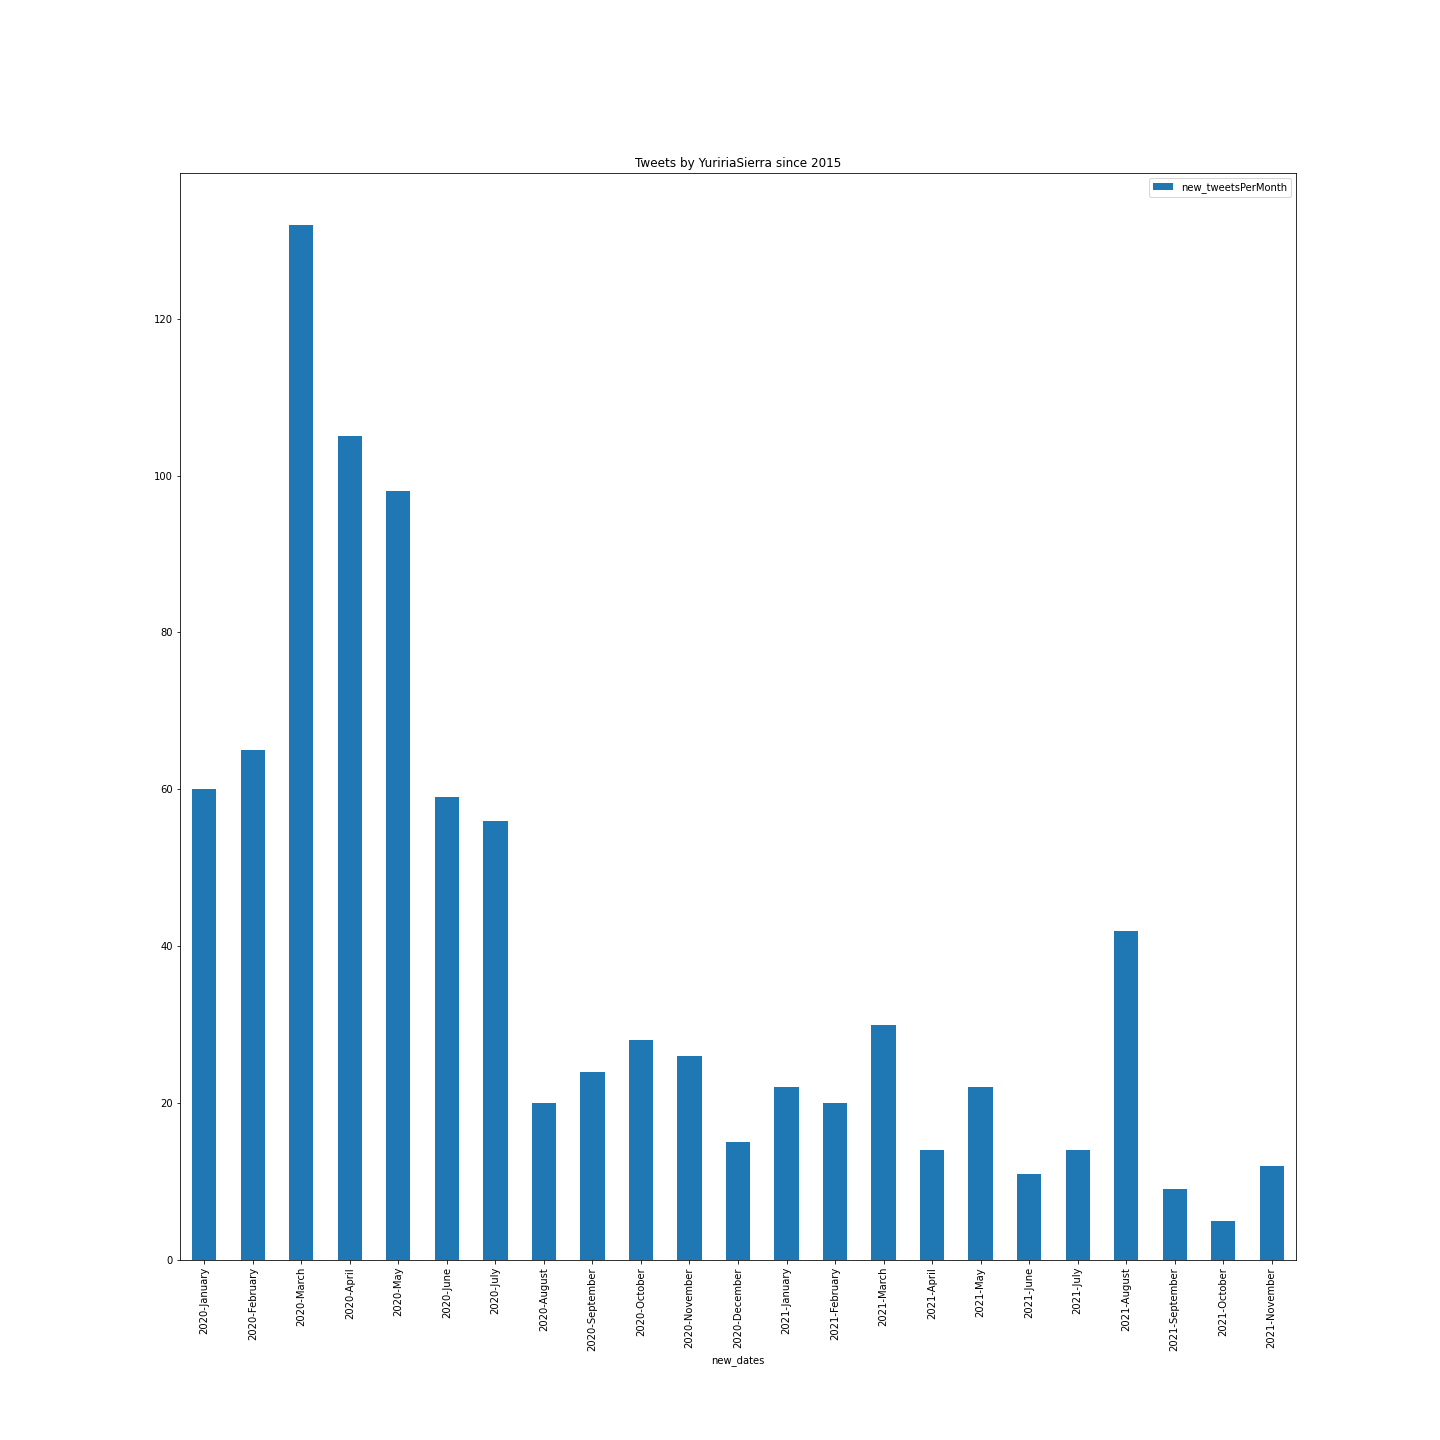 Tweets by YuririaSierra since 2015
new_tweetsPerMonth
120
100
80
60
40
20
0
2020-January
2020-February
2020-March
2020-April
2020-May
2020-June
2020-July
2020-August
2020-September
2020-October
2020-November
2020-December
2021-January
2021-February
2021-March
2021-April
2021-May
2021-June
2021-July
2021-August
2021-September
2021-October
2021-November
new_dates